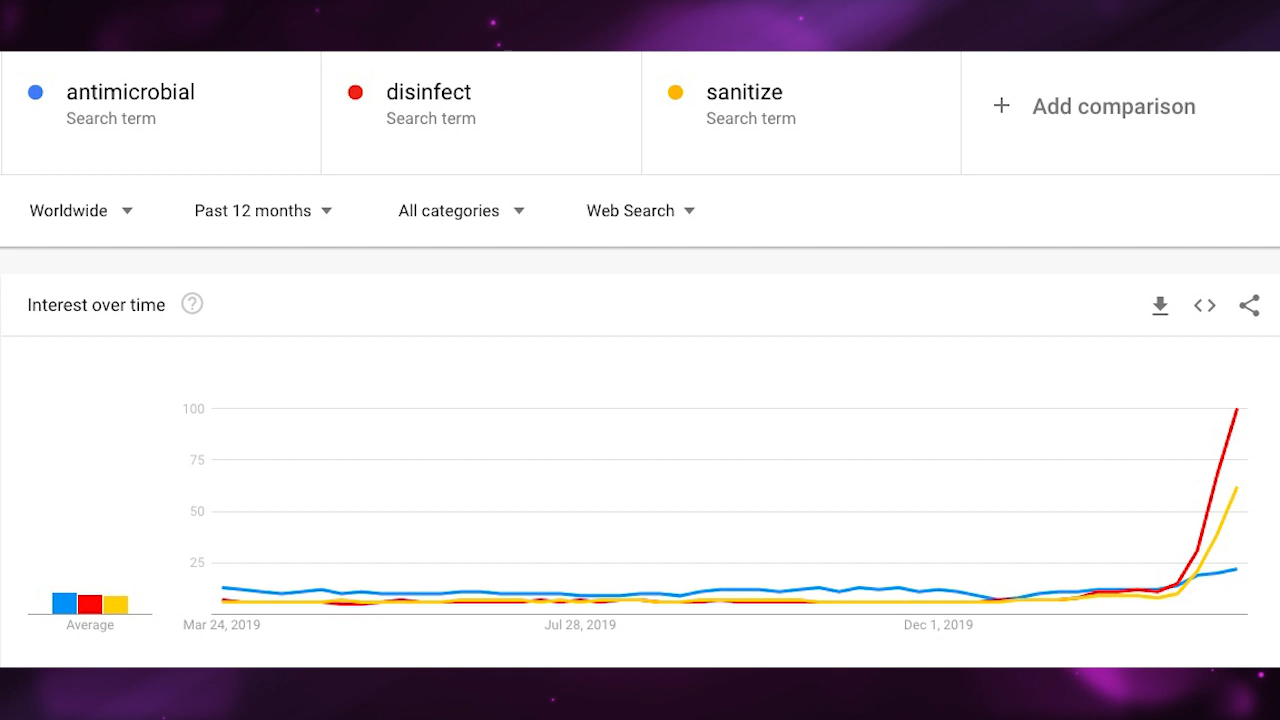 antimicrobial
Search term
disinfect
Search term
sanitize
Search term
+ Add comparison
Worldwide
Past 12 months
All categories
Web Search
Interest over time ?
100
75
50
25
Average
Mar 24, 2019
Jul 28, 2019
Dec 1, 2019